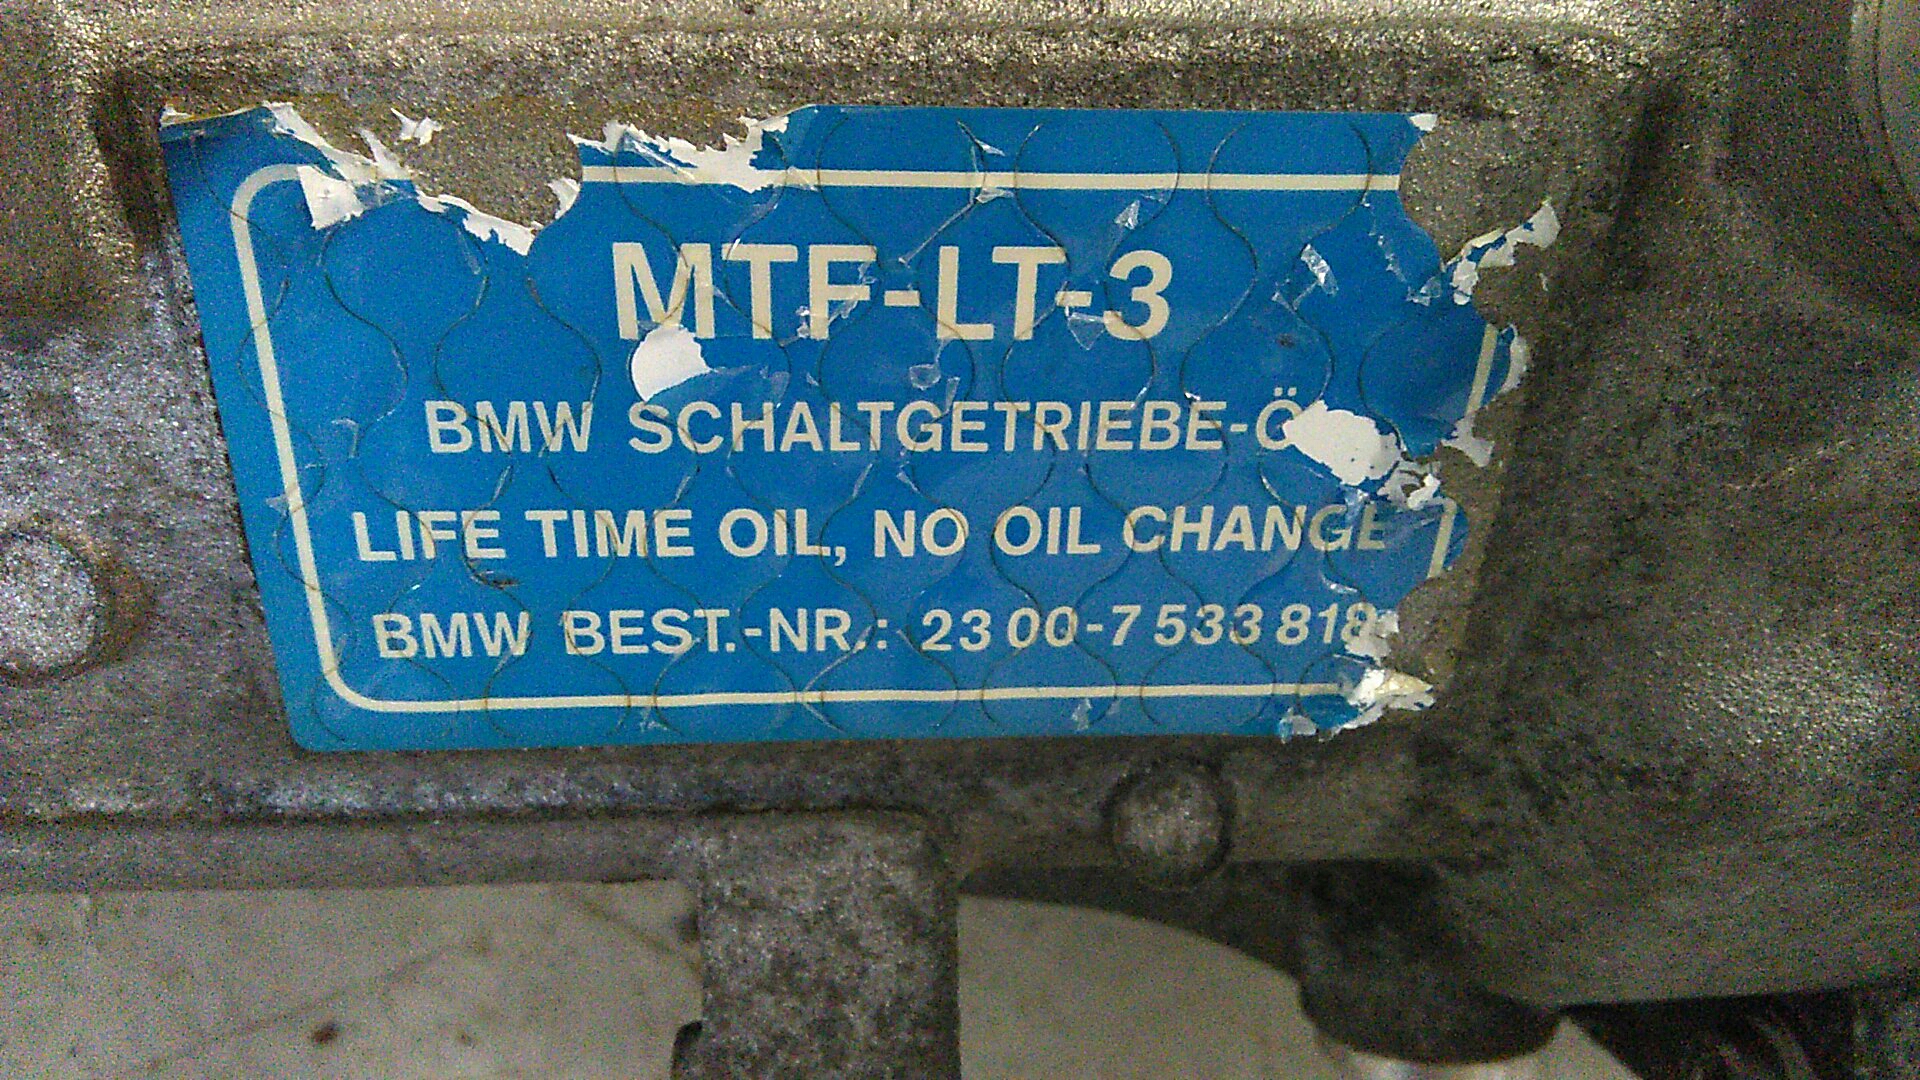 MTF-LT-3
BMW SCHALTGETRIEBE-Ö
LIFE TIME OIL, NO OIL CHANGE
BMW BEST.-NR.: 23 00-7 533 818